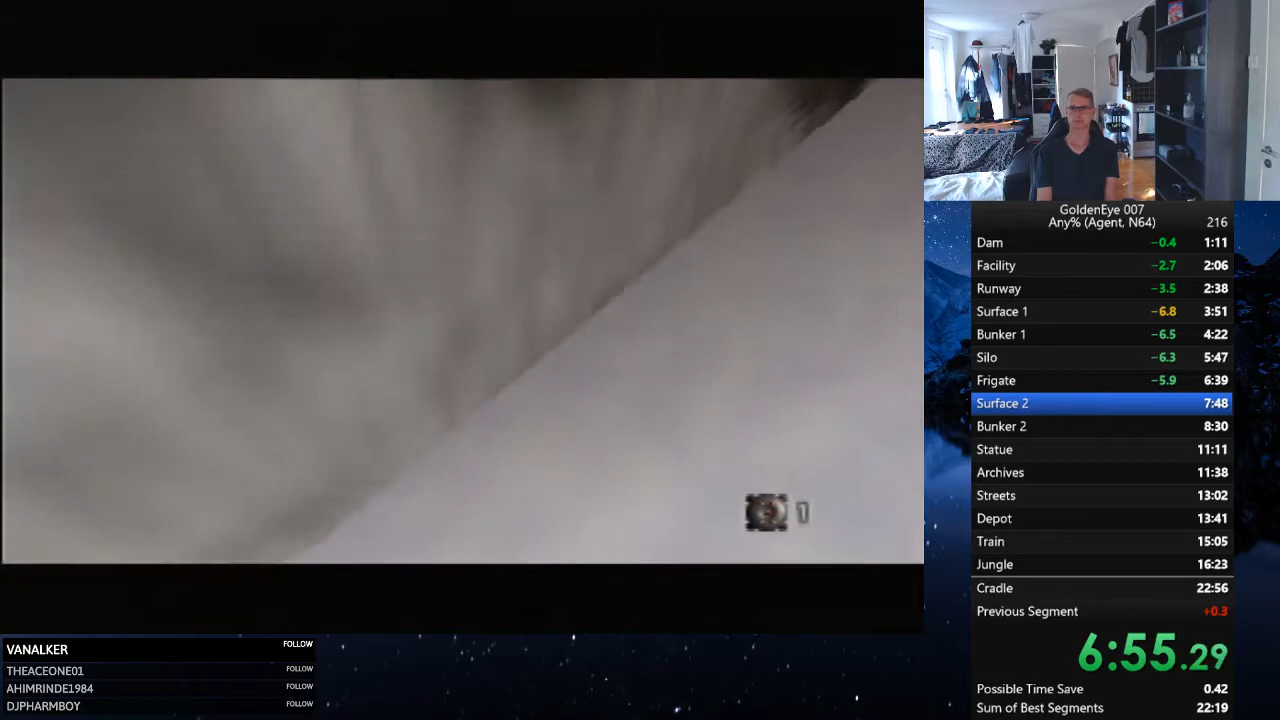 1
GoldenEye 007
Any% (Agent, N64) 216
Dam -0.4 1:11
Facility -2.7 2:06
Runway -3.5 2:38
Surface 1 -6.8 3:51
Bunker 1 -6.5 4:22
Silo -6.3 5:47
Frigate -5.9 6:39
Surface 2 7:48
Bunker 2 8:30
Statue 11:11
Archives 11:38
Streets 13:02
Depot 13:41
Train 15:05
Jungle 16:23
Cradle 22:56
Previous Segment +0.3
6:55.29
Possible Time Save 0.42
Sum of Best Segments 22:19
VANALKER FOLLOW
THEACEONE01 FOLLOW
AHIMRINDE1984 FOLLOW
DJPHARMBOY FOLLOW